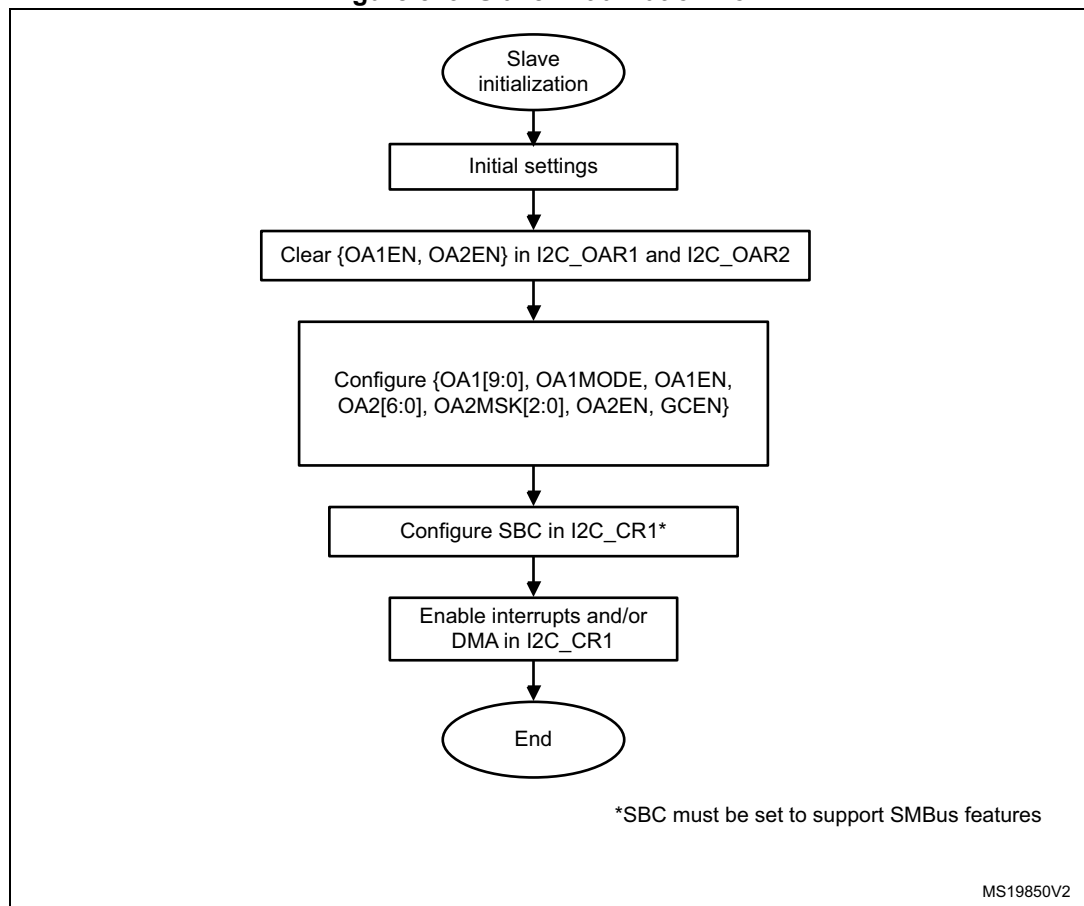 Slave
initialization
Initial settings
Clear {OA1EN, OA2EN} in I2C_OAR1 and I2C_OAR2
Configure {OA1[9:0], OA1MODE, OA1EN,
OA2[6:0], OA2MSK[2:0], OA2EN, GCEN}
Configure SBC in I2C_CR1*
Enable interrupts and/or
DMA in I2C_CR1
End
*SBC must be set to support SMBus features
MS19850V2